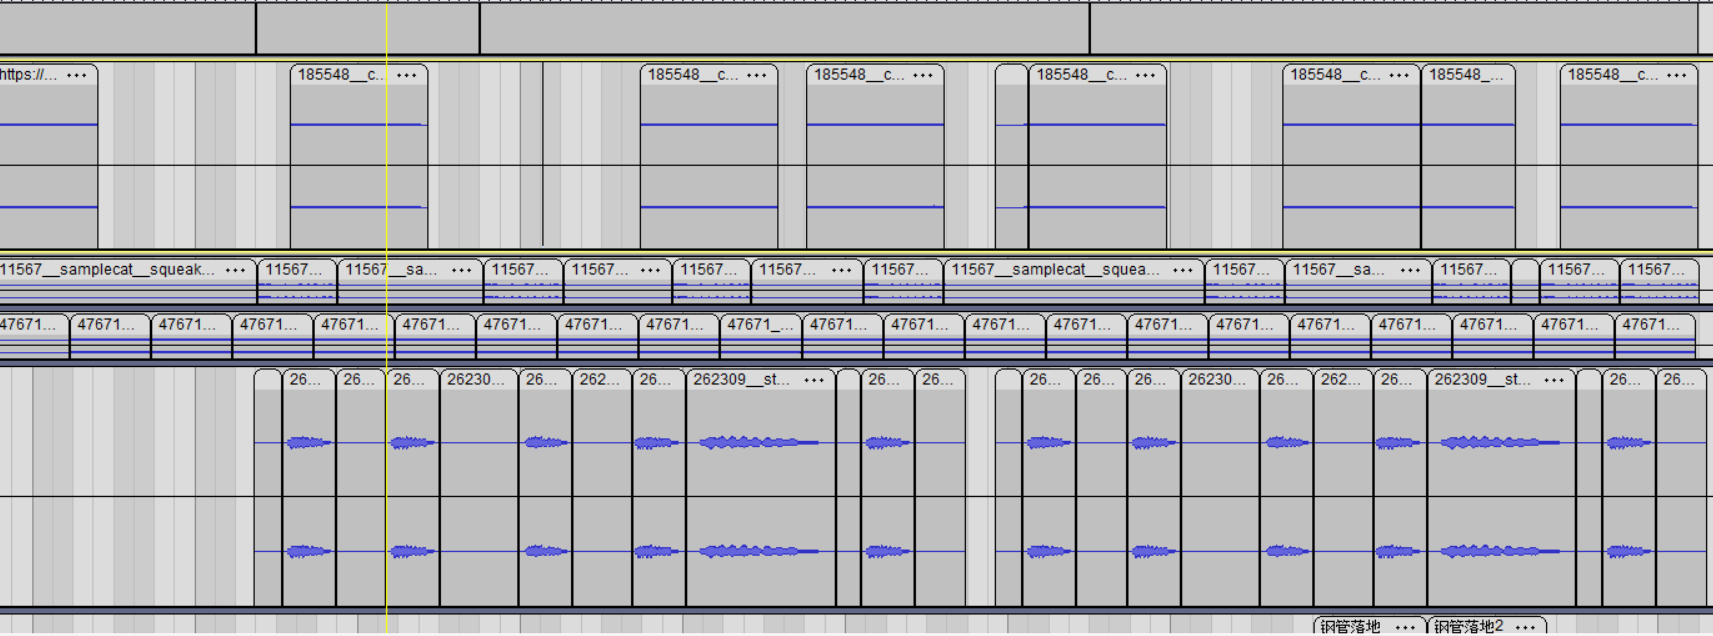 https://... ··· 185548__c... ··· 185548__c... ··· 185548__c... ··· 185548__c... ··· 185548__c... ··· 185548_... 185548__c... ···
11567__samplecat__squeak... ··· 11567... 11567__sa... ··· 11567... 11567... ··· 11567... 11567... ··· 11567... 11567__samplecat__squea... ··· 11567... 11567__sa... ··· 11567... 11567... 11567...
47671... 47671... 47671... 47671... 47671... 47671... 47671... 47671... 47671... 47671_... 47671... 47671... 47671... 47671... 47671... 47671... 47671... 47671... 47671... 47671... 47671...
26... 26... 26... 26230... 26... 262... 26... 262309__st... ··· 26... 26... 26... 26... 26... 26230... 26... 262... 26... 262309__st... ··· 26... 26...
钢管落地 ··· 钢管落地2 ···